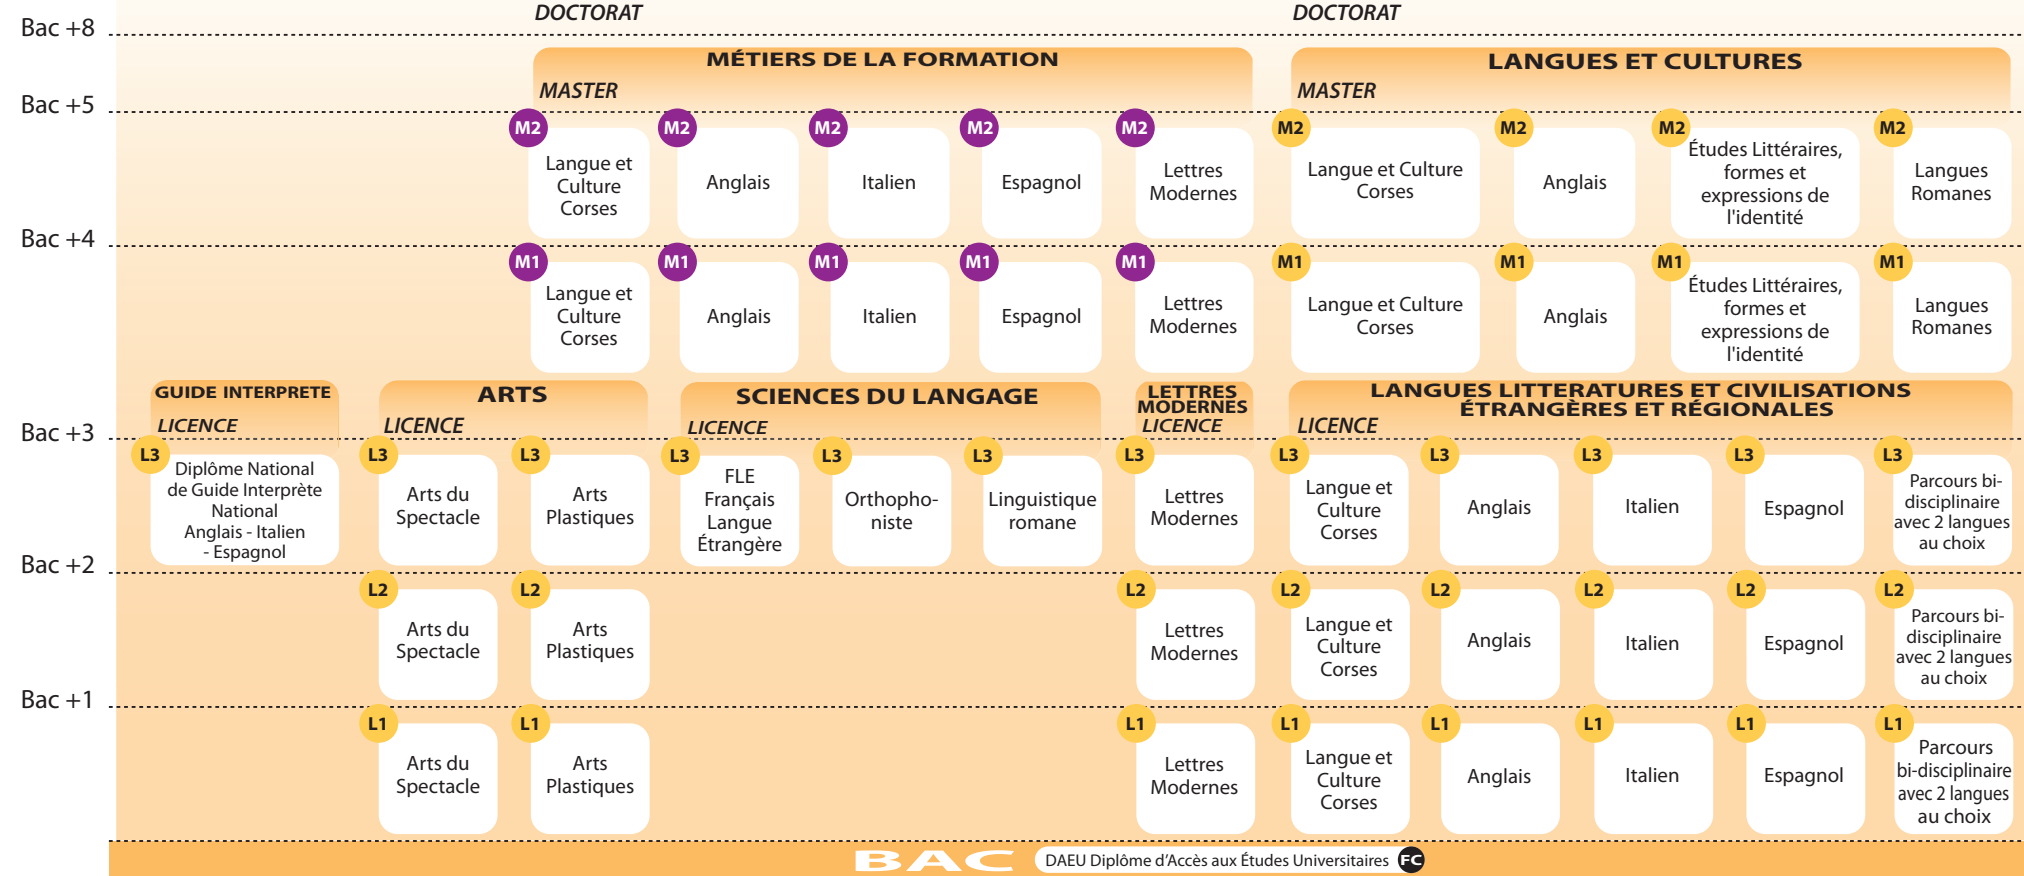 DOCTORAT
DOCTORAT
Bac +8
MÉTIERS DE LA FORMATION
LANGUES ET CULTURES
MASTER
MASTER
Bac +5
M2
Langue et
Culture
Corses
M2
Anglais
M2
Italien
M2
Espagnol
M2
Lettres
Modernes
M2
Langue et Culture
Corses
M2
Anglais
M2
Études Littéraires,
formes et
expressions de
l'identité
M2
Langues
Romanes
Bac +4
M1
Langue et
Culture
Corses
M1
Anglais
M1
Italien
M1
Espagnol
M1
Lettres
Modernes
M1
Langue et Culture
Corses
M1
Anglais
M1
Études Littéraires,
formes et
expressions de
l'identité
M1
Langues
Romanes
GUIDE INTERPRETE
LICENCE
ARTS
LICENCE
SCIENCES DU LANGAGE
LICENCE
LETTRES
MODERNES
LICENCE
LANGUES LITTERATURES ET CIVILISATIONS
ÉTRANGÈRES ET RÉGIONALES
LICENCE
Bac +3
L3
Diplôme National
de Guide Interprète
National
Anglais - Italien
- Espagnol
L3
Arts du
Spectacle
L3
Arts
Plastiques
L3
FLE
Français
Langue
Étrangère
L3
Orthopho-
niste
L3
Linguistique
romane
L3
Lettres
Modernes
L3
Langue et
Culture
Corses
L3
Anglais
L3
Italien
L3
Espagnol
L3
Parcours bi-
disciplinaire
avec 2 langues
au choix
Bac +2
L2
Arts du
Spectacle
L2
Arts
Plastiques
L2
Lettres
Modernes
L2
Langue et
Culture
Corses
L2
Anglais
L2
Italien
L2
Espagnol
L2
Parcours bi-
disciplinaire
avec 2 langues
au choix
Bac +1
L1
Arts du
Spectacle
L1
Arts
Plastiques
L1
Lettres
Modernes
L1
Langue et
Culture
Corses
L1
Anglais
L1
Italien
L1
Espagnol
L1
Parcours
bi-disciplinaire
avec 2 langues
au choix
BAC
DAEU Diplôme d'Accès aux Études Universitaires FC